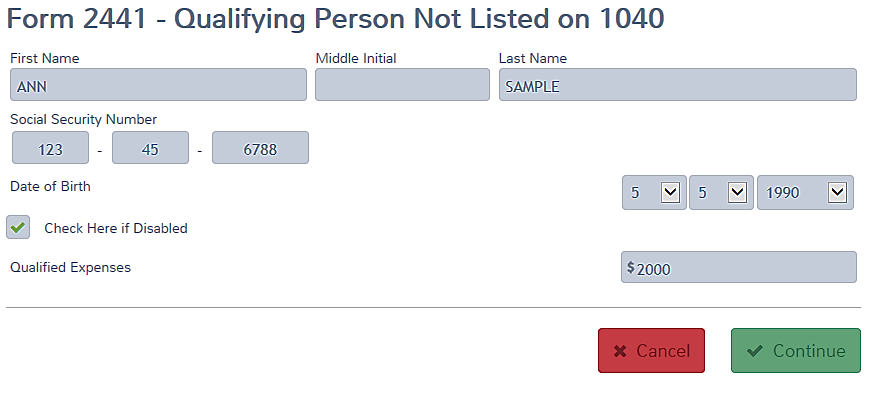 Form 2441 - Qualifying Person Not Listed on 1040
First Name Middle Initial Last Name
ANN SAMPLE
Social Security Number
123 - 45 - 6788
Date of Birth 5 5 1990
Check Here if Disabled
Qualified Expenses $2000
Cancel Continue